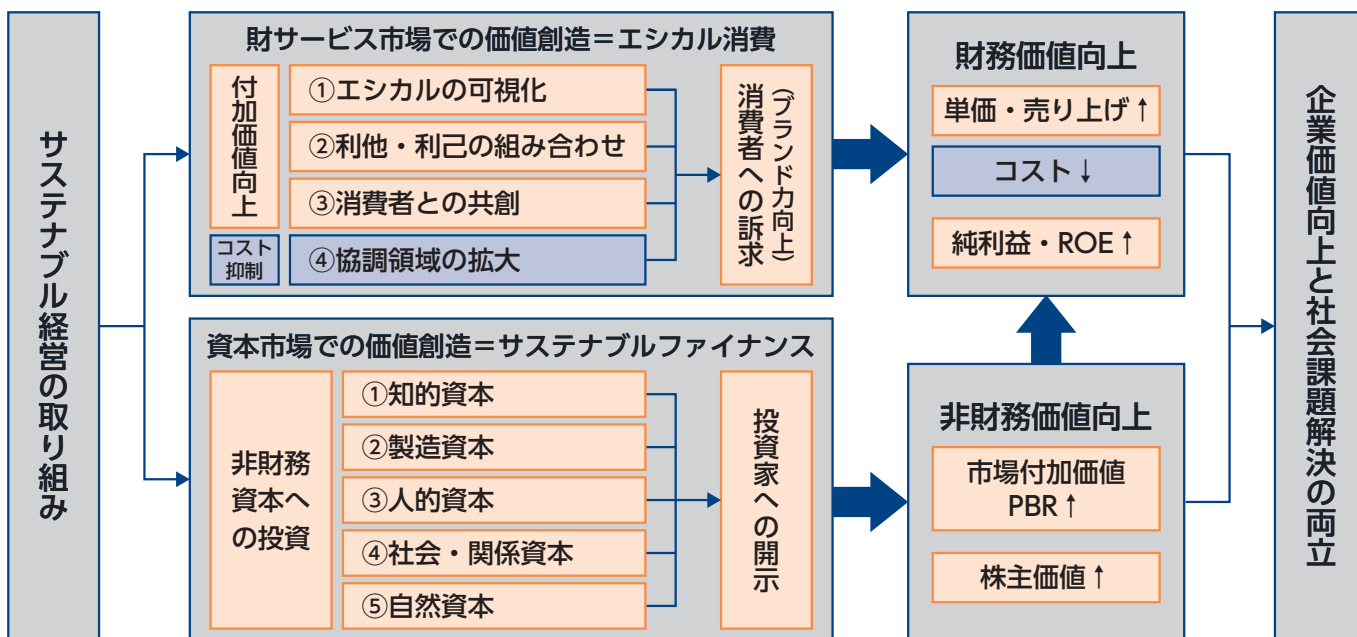 サステナブル経営の取り組み
財サービス市場での価値創造＝エシカル消費
付加価値向上
①エシカルの可視化
②利他・利己の組み合わせ
③消費者との共創
コスト
抑制
④協調領域の拡大
消費者への訴求
（ブランド力向上）
資本市場での価値創造＝サステナブルファイナンス
非財務
資本へ
の投資
①知的資本
②製造資本
③人的資本
④社会・関係資本
⑤自然資本
投資家への開示
財務価値向上
単価・売り上げ↑
コスト↓
純利益・ROE↑
非財務価値向上
市場付加価値
PBR↑
株主価値↑
企業価値向上と社会課題解決の両立